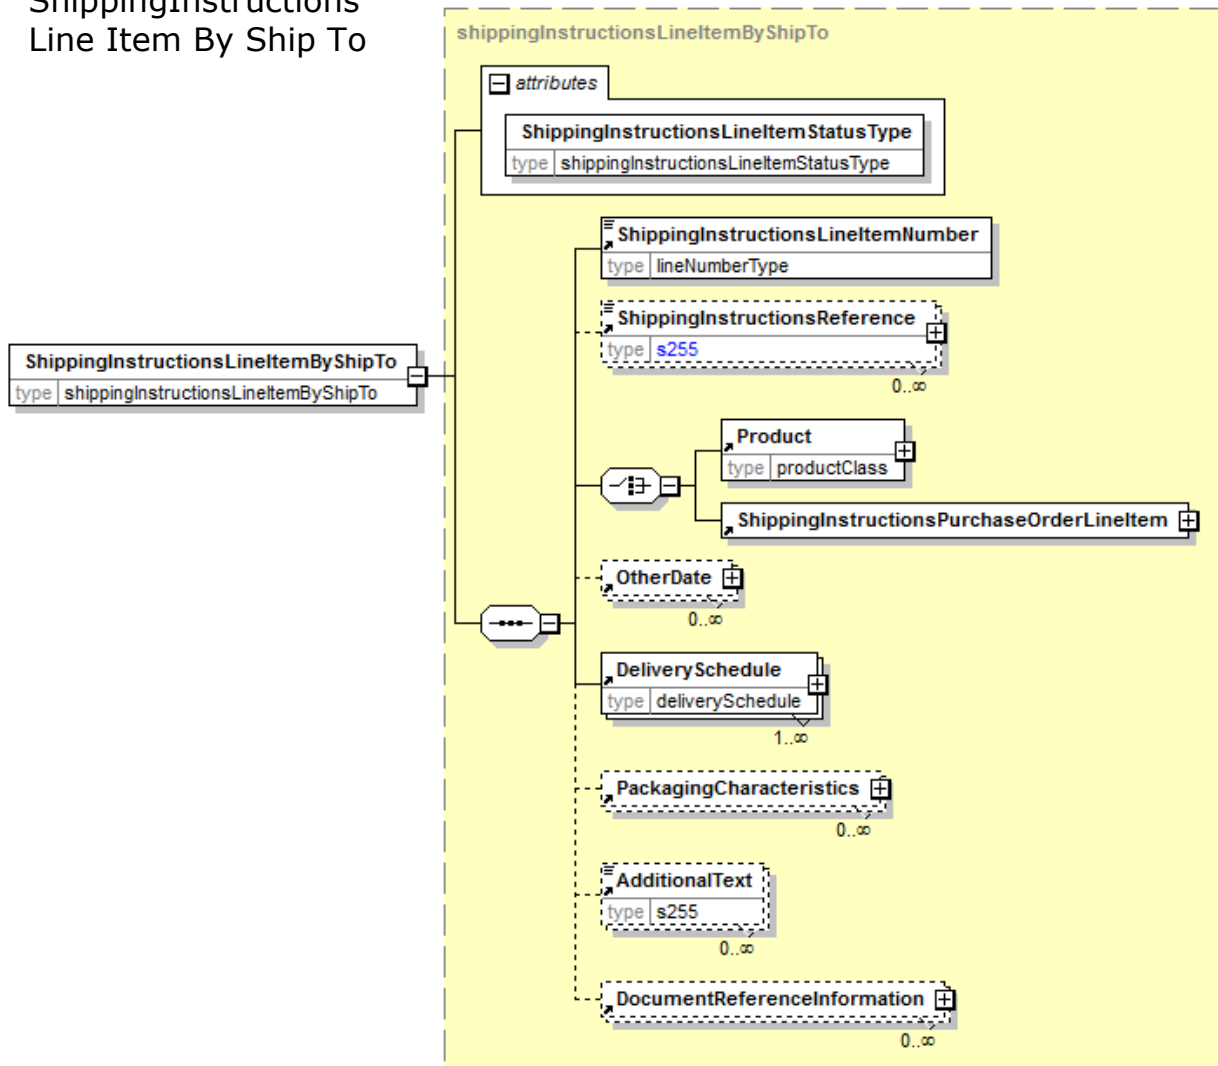 ShippingInstructions
Line Item By Ship To
shippingInstructionsLineItemByShipTo
attributes
ShippingInstructionsLineItemStatusType
type shippingInstructionsLineItemStatusType
ShippingInstructionsLineItemNumber
type lineNumberType
ShippingInstructionsReference
type s255
0..∞
ShippingInstructionsLineItemByShipTo
type shippingInstructionsLineItemByShipTo
Product
type productClass
ShippingInstructionsPurchaseOrderLineItem
OtherDate
0..∞
DeliverySchedule
type deliverySchedule
1..∞
PackagingCharacteristics
0..∞
AdditionalText
type s255
0..∞
DocumentReferenceInformation
0..∞